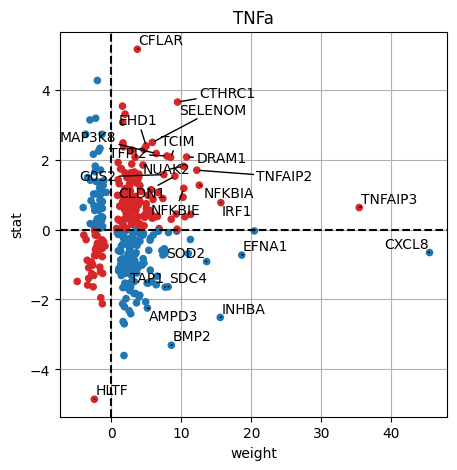 TNFa
CFLAR
CTHRC1
EHD1
SELENOM
MAP3K8
TCIM
TFPI2
DRAM1
G0S2
NUAK2
TNFAIP2
CLDN1
NFKBIA
TNFAIP3
NFKBIE
IRF1
SOD2
EFNA1
CXCL8
TAP1
SDC4
AMPD3
INHBA
BMP2
HLTF
stat
4
2
0
−2
−4
0
10
20
30
40
weight